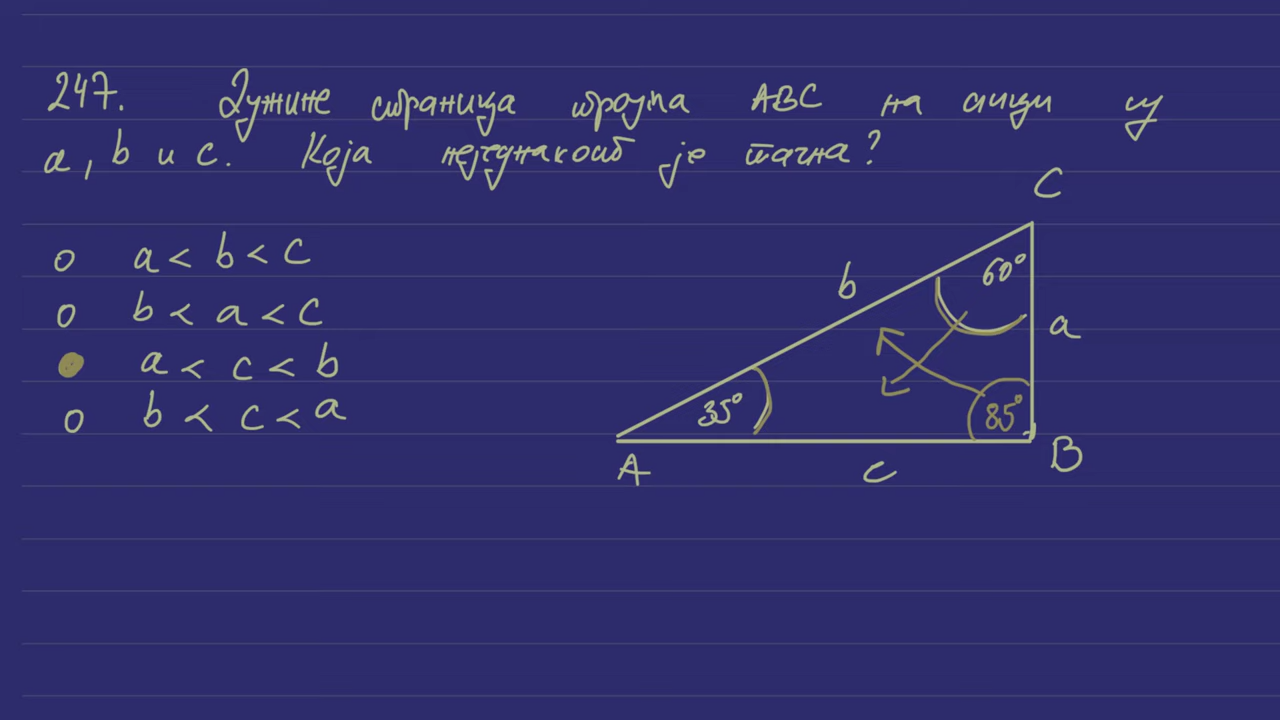 247. Дужине страница троугла ABC на слици су
a, b и c. Која неједнакост је тачна?
a < b < c
b < a < c
a < c < b
b < c < a
C
60°
b
a
35°
85°
A
c
B